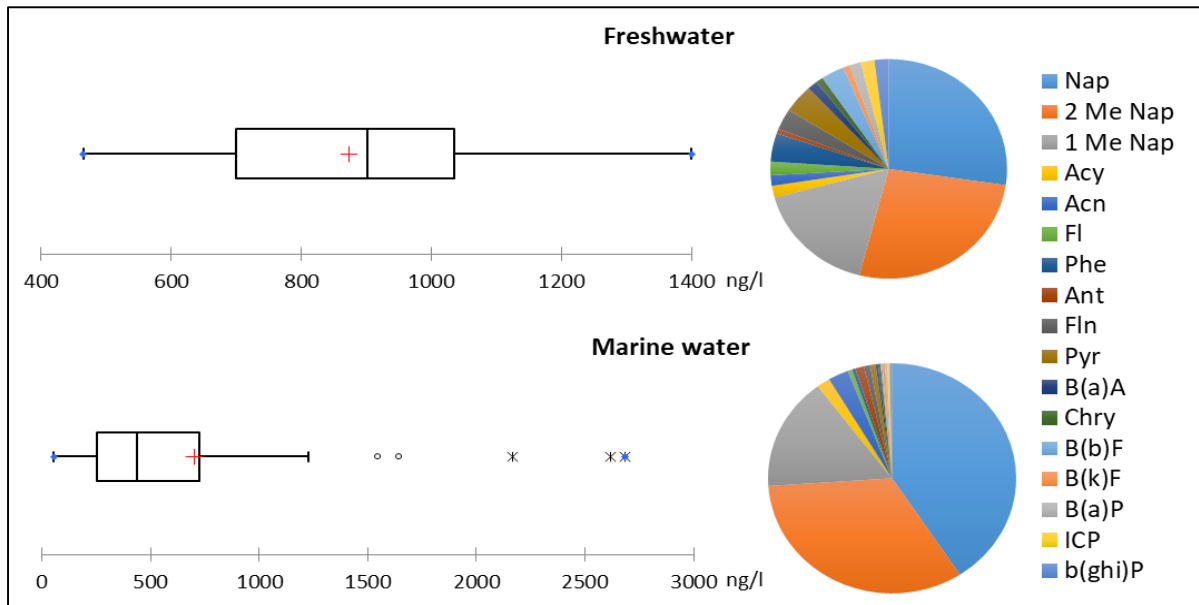 Freshwater
400 600 800 1000 1200 1400 ng/l
Marine water
0 500 1000 1500 2000 2500 3000 ng/l
Nap
2 Me Nap
1 Me Nap
Acy
Acn
Fl
Phe
Ant
Fln
Pyr
B(a)A
Chry
B(b)F
B(k)F
B(a)P
ICP
b(ghi)P